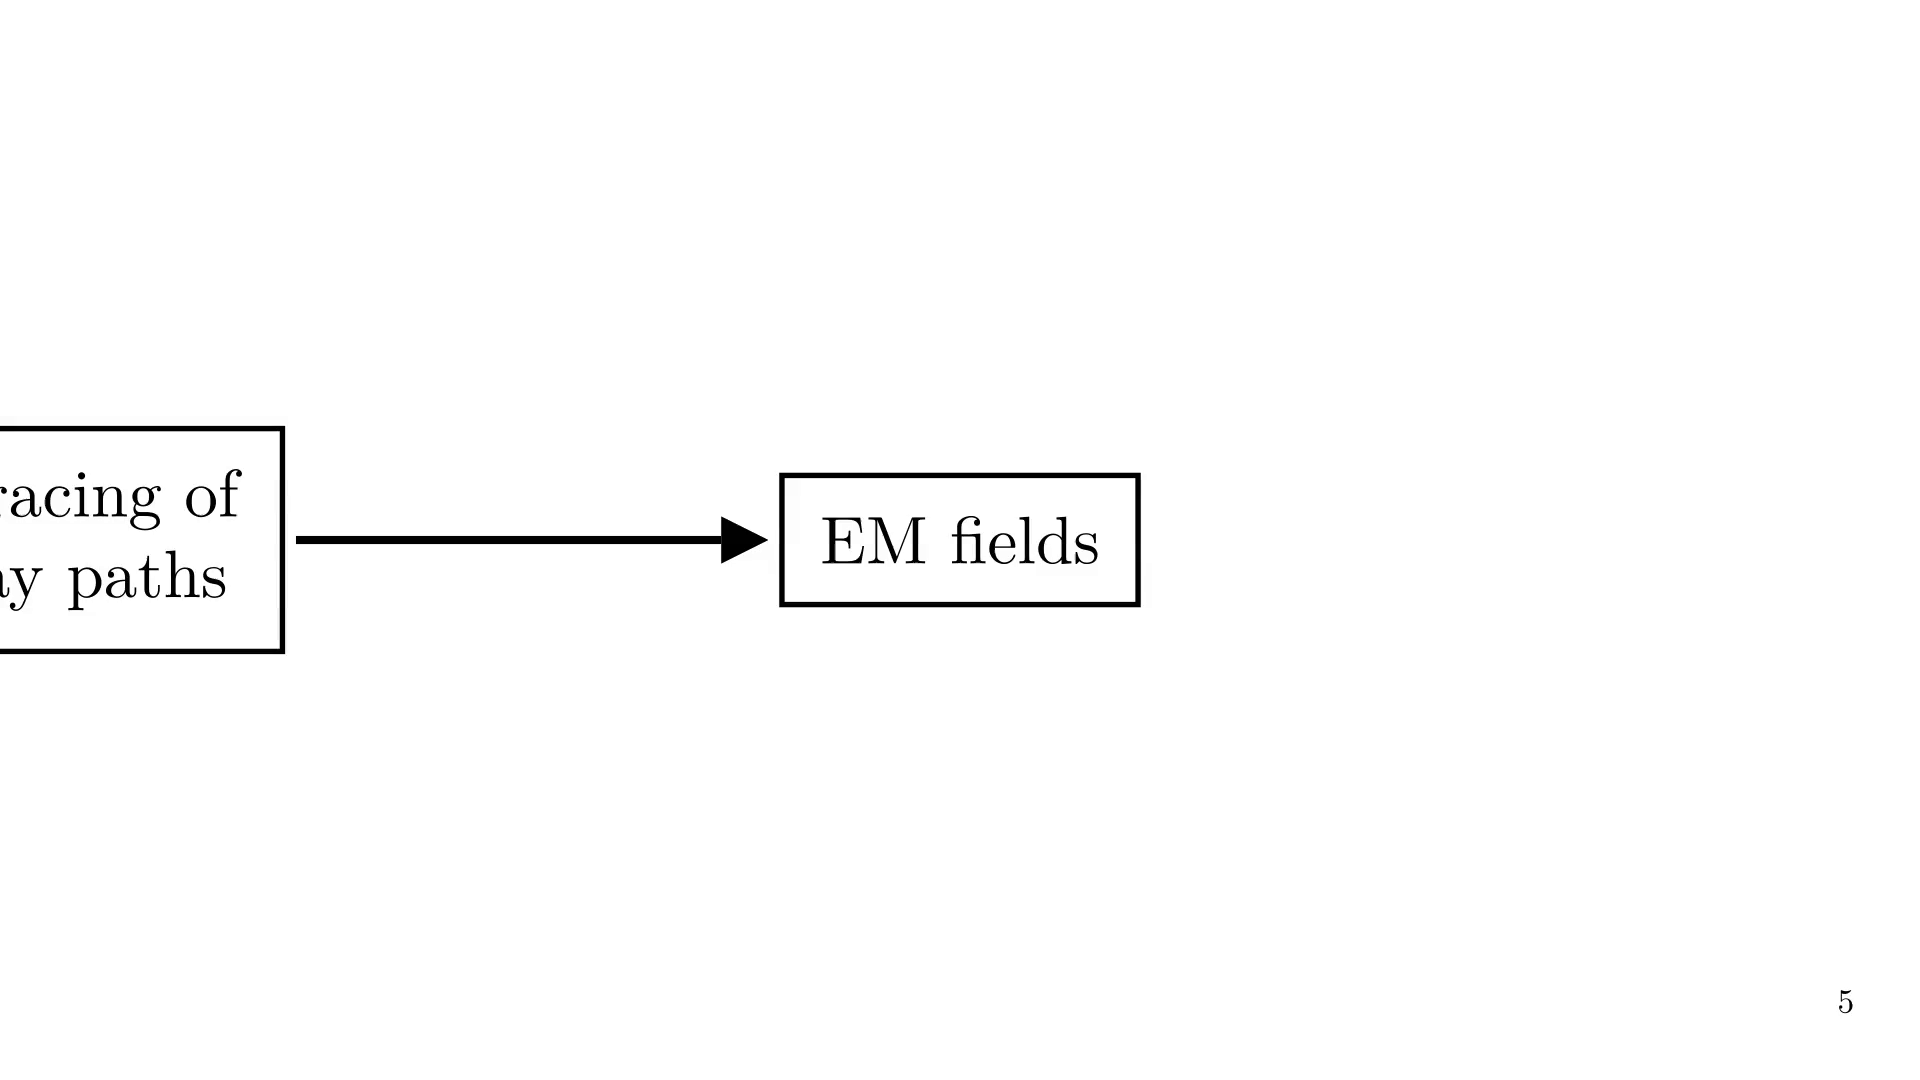 racing of
ay paths
EM fields
5